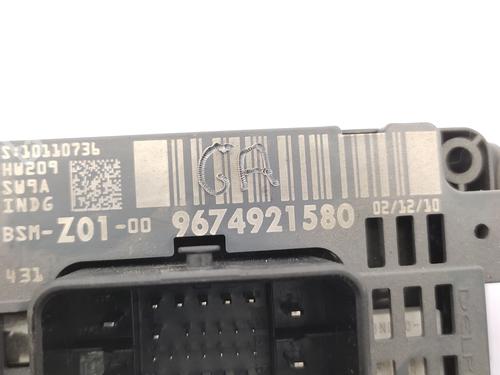 S:10110736
HW209
SW9A
INDG
GA
BSM-Z01-00
9674921580
02/12/10
431